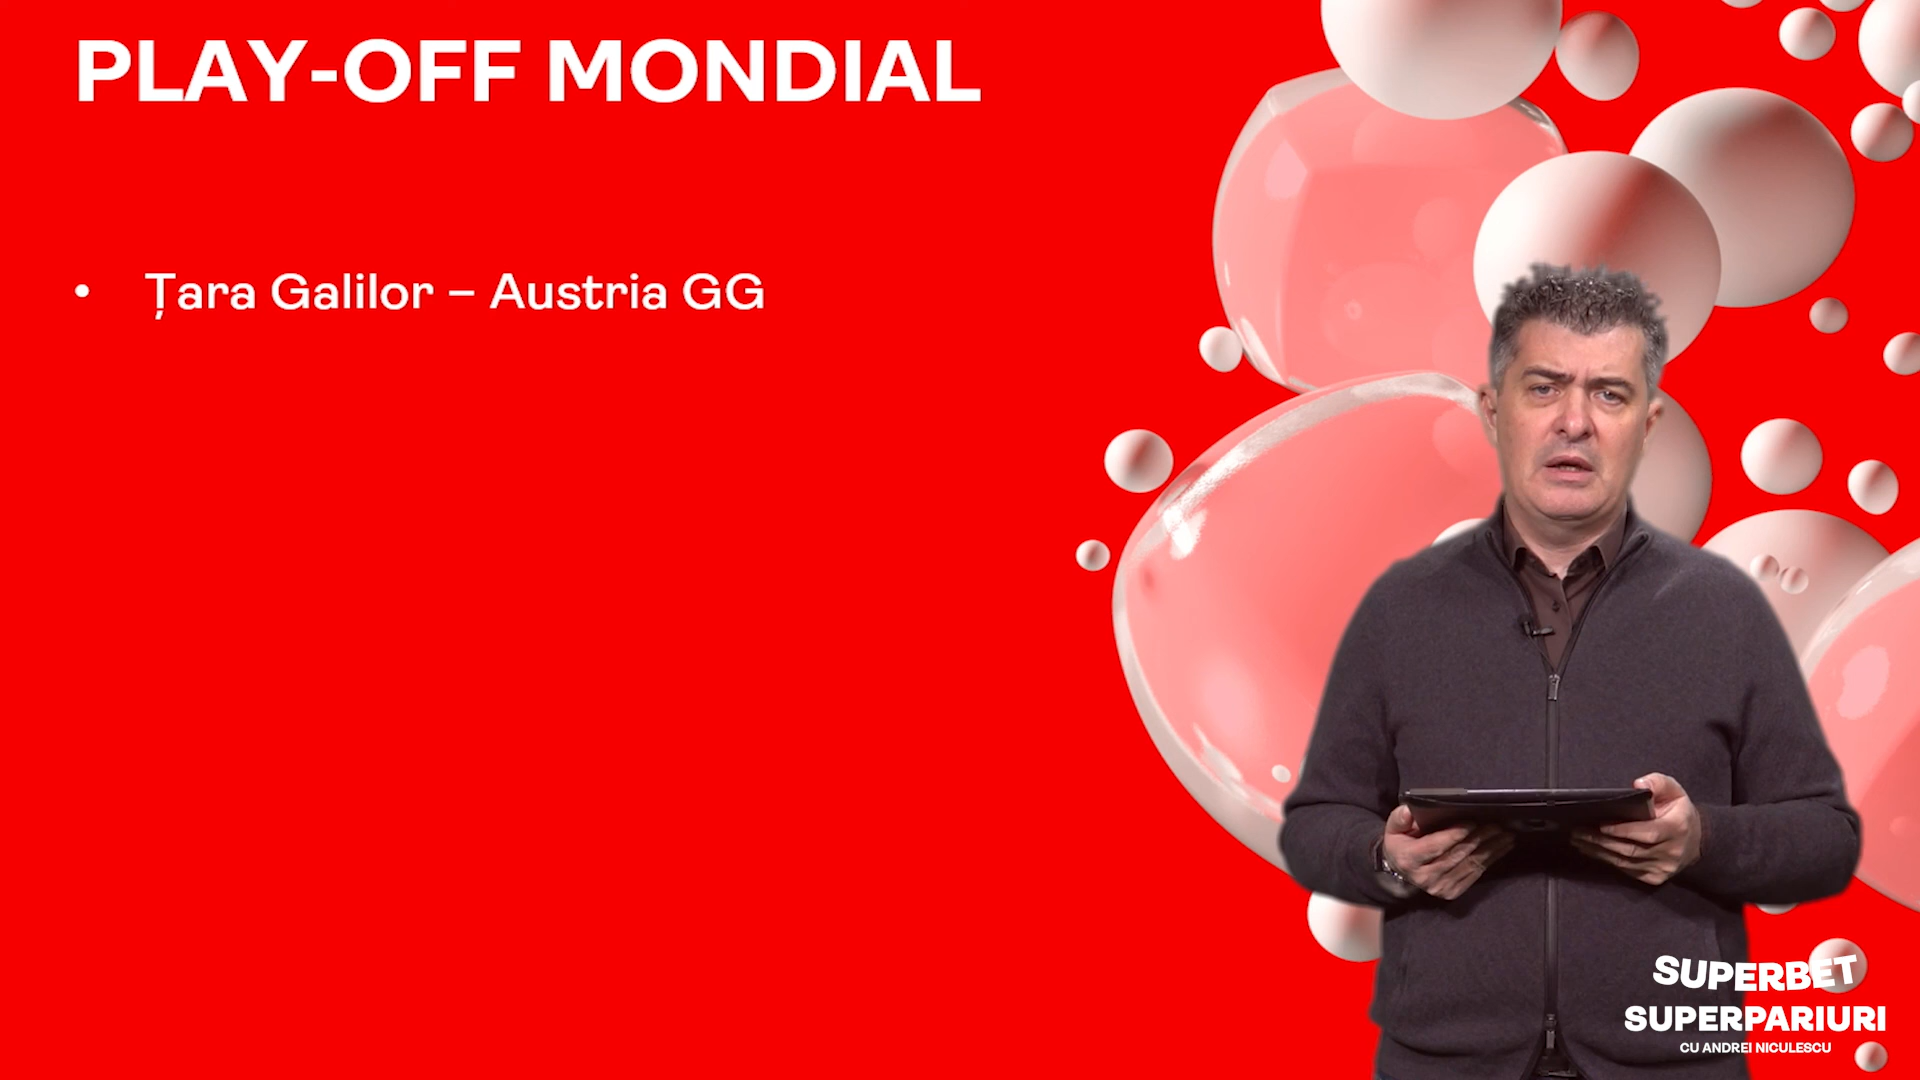 PLAY-OFF MONDIAL
• Țara Galilor – Austria GG
SUPERBET
SUPERPARIURI
CU ANDREI NICULESCU